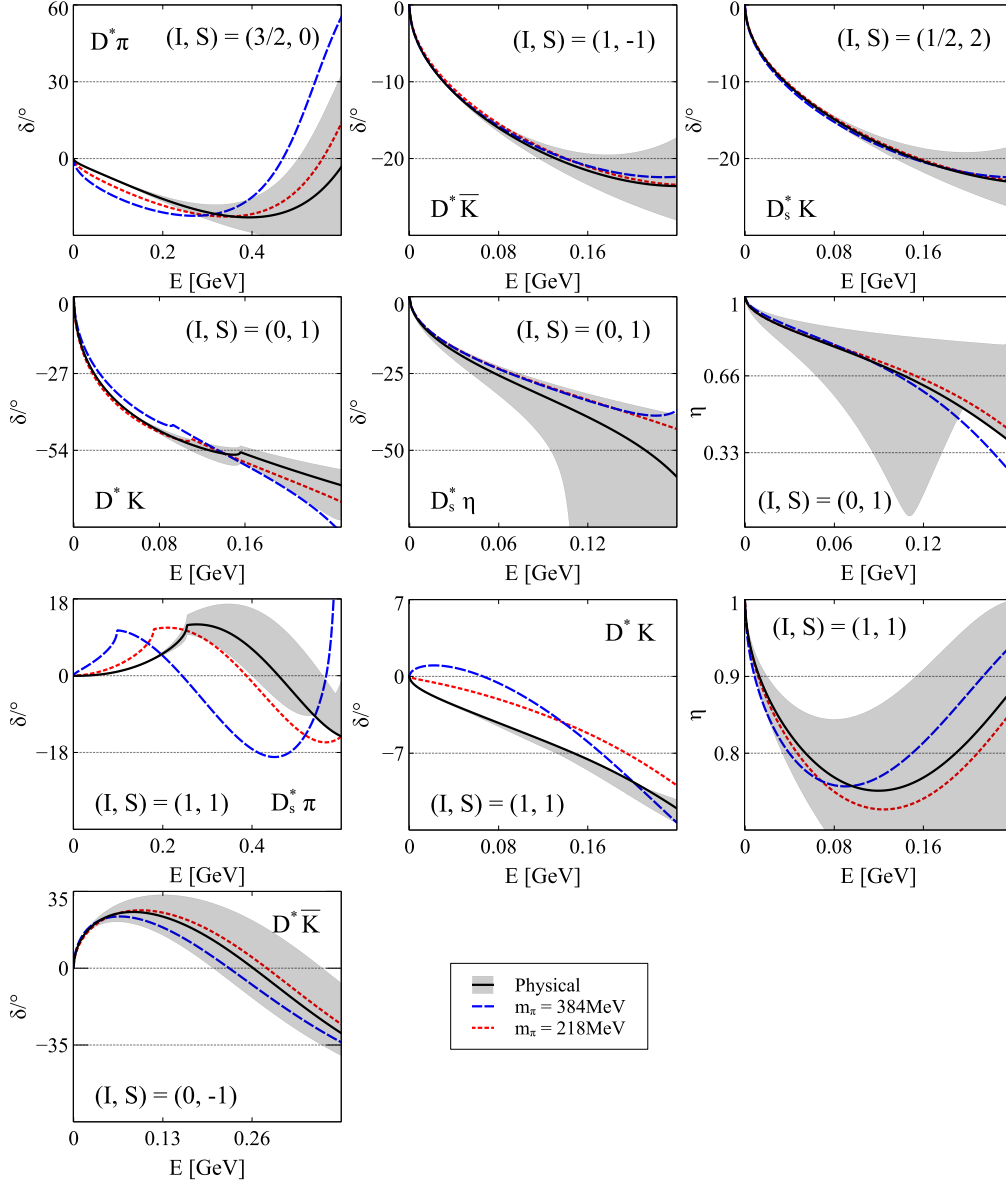 D* π (I, S) = (3/2, 0)
60
30
0
δ/°
0 0.2 0.4
E [GeV]
(I, S) = (1, -1)
0
−10
−20
δ/°
D* K̅
0 0.08 0.16
E [GeV]
(I, S) = (1/2, 2)
0
−10
−20
δ/°
D*s K
0 0.08 0.16
E [GeV]
(I, S) = (0, 1)
0
−27
−54
δ/°
D* K
0 0.08 0.16
E [GeV]
(I, S) = (0, 1)
0
−25
−50
δ/°
D*s η
0 0.06 0.12
E [GeV]
1
0.66
0.33
η
(I, S) = (0, 1)
0 0.06 0.12
E [GeV]
18
0
−18
δ/°
(I, S) = (1, 1) D*s π
0 0.2 0.4
E [GeV]
7
D* K
0
−7
δ/°
(I, S) = (1, 1)
0 0.08 0.16
E [GeV]
1
(I, S) = (1, 1)
0.9
0.8
η
0 0.08 0.16
E [GeV]
35
D* K̅
0
−35
δ/°
(I, S) = (0, -1)
0 0.13 0.26
E [GeV]
Physical
mπ = 384MeV
mπ = 218MeV